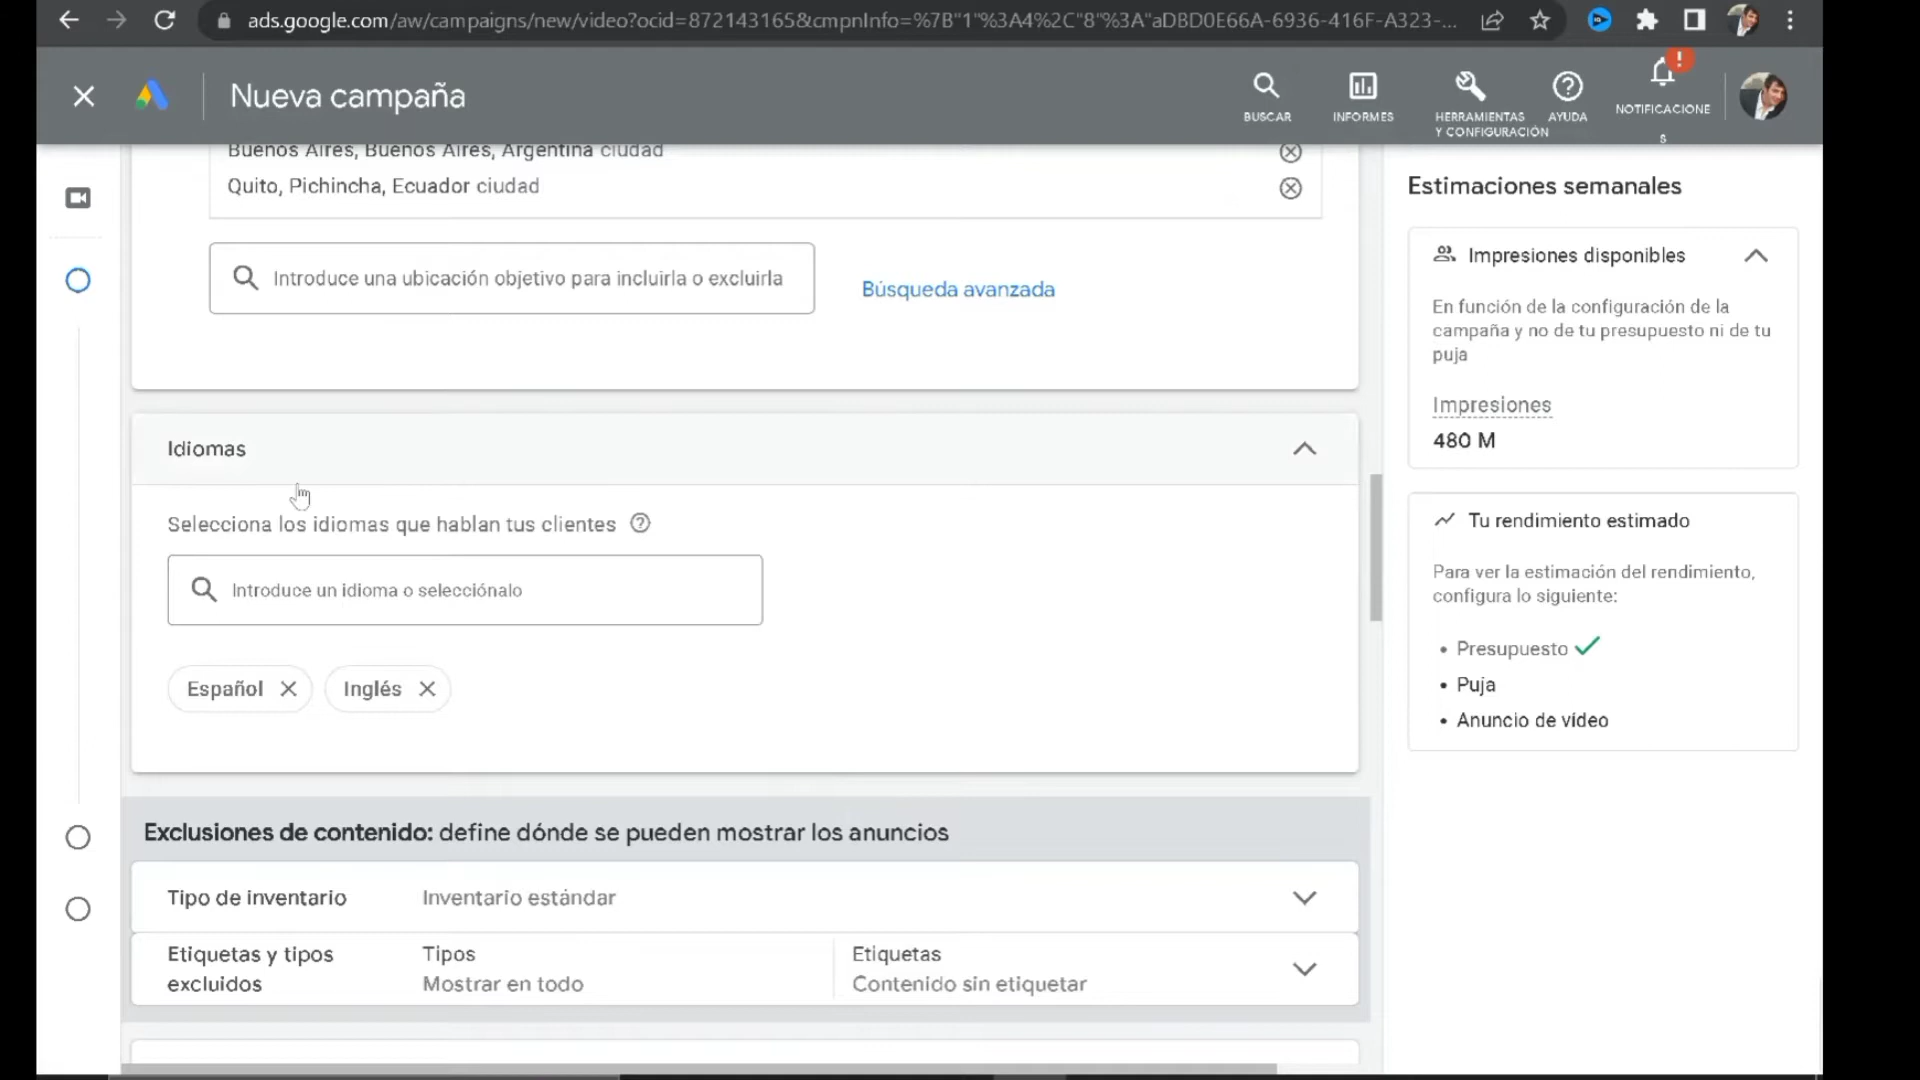 ads.google.com/aw/campaigns/new/video?ocid=872143165&cmpnInfo=%7B"1"%3A4%2C"8"%3A"aDBD0E66A-6936-416F-A323-...
Nueva campaña
BUSCAR
INFORMES
HERRAMIENTAS
Y CONFIGURACIÓN
AYUDA
!
NOTIFICACIONE
S
Buenos Aires, Buenos Aires, Argentina ciudad
Quito, Pichincha, Ecuador ciudad
Introduce una ubicación objetivo para incluirla o excluirla
Búsqueda avanzada
Idiomas
Selecciona los idiomas que hablan tus clientes
Introduce un idioma o selecciónalo
Español
Inglés
Exclusiones de contenido: define dónde se pueden mostrar los anuncios
Tipo de inventario
Inventario estándar
Etiquetas y tipos
excluidos
Tipos
Mostrar en todo
Etiquetas
Contenido sin etiquetar
Estimaciones semanales
Impresiones disponibles
En función de la configuración de la
campaña y no de tu presupuesto ni de tu
puja
Impresiones
480 M
Tu rendimiento estimado
Para ver la estimación del rendimiento,
configura lo siguiente:
• Presupuesto
• Puja
• Anuncio de vídeo